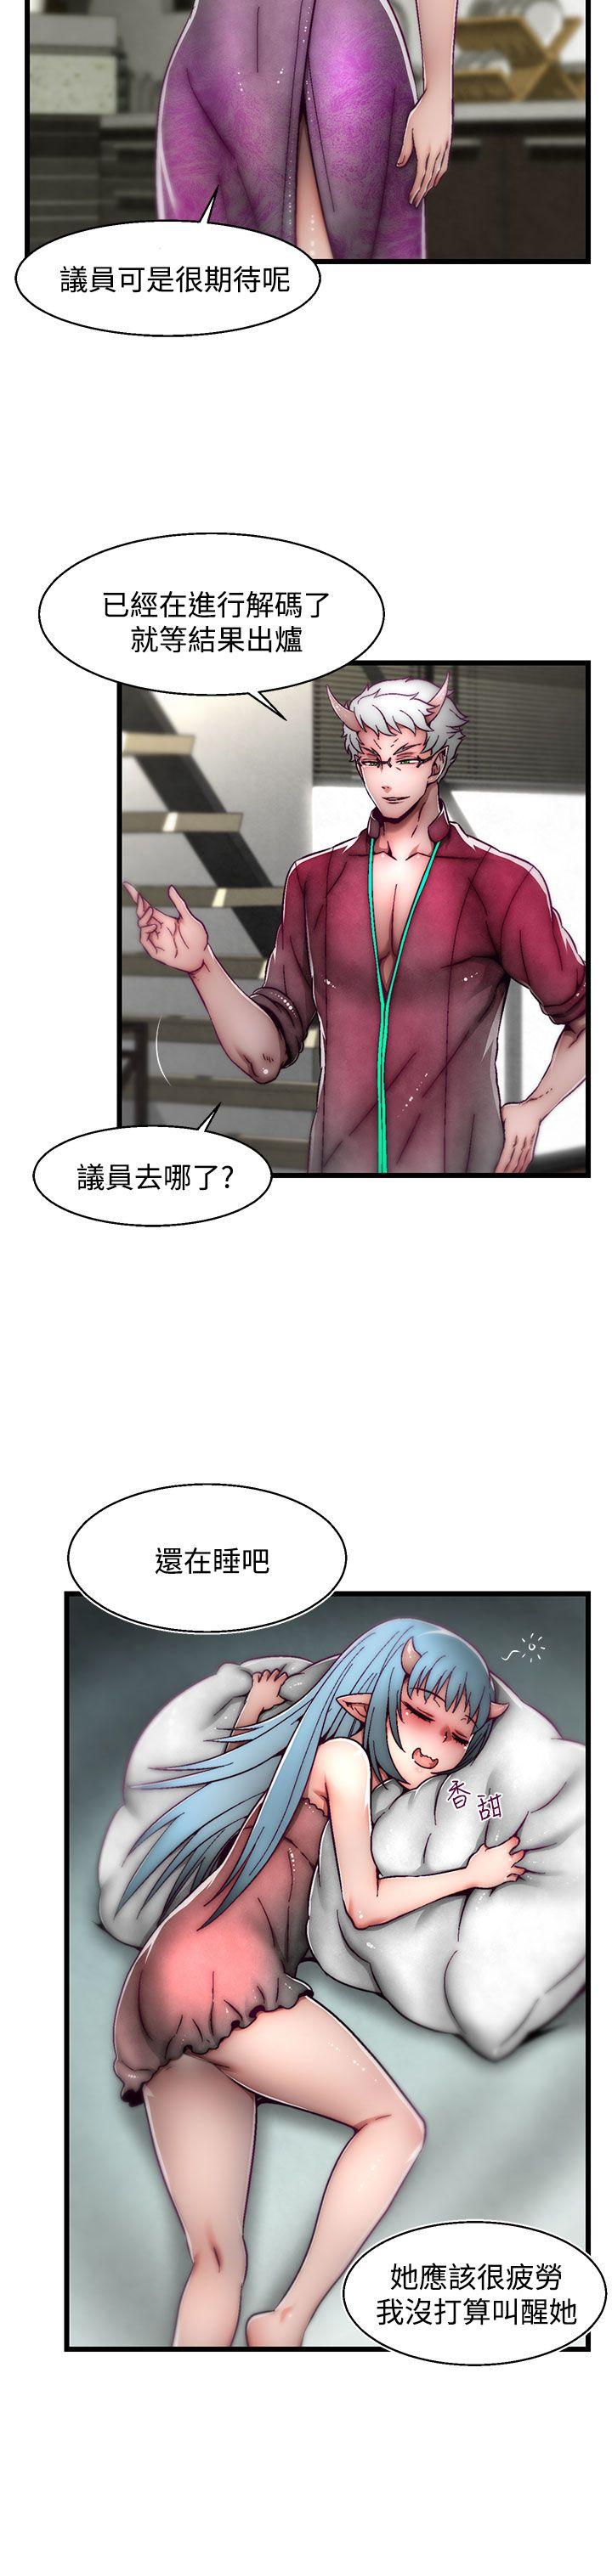 議員可是很期待呢
已經在進行解碼了
就等結果出爐
議員去哪了?
還在睡吧
香甜
她應該很疲勞
我沒打算叫醒她